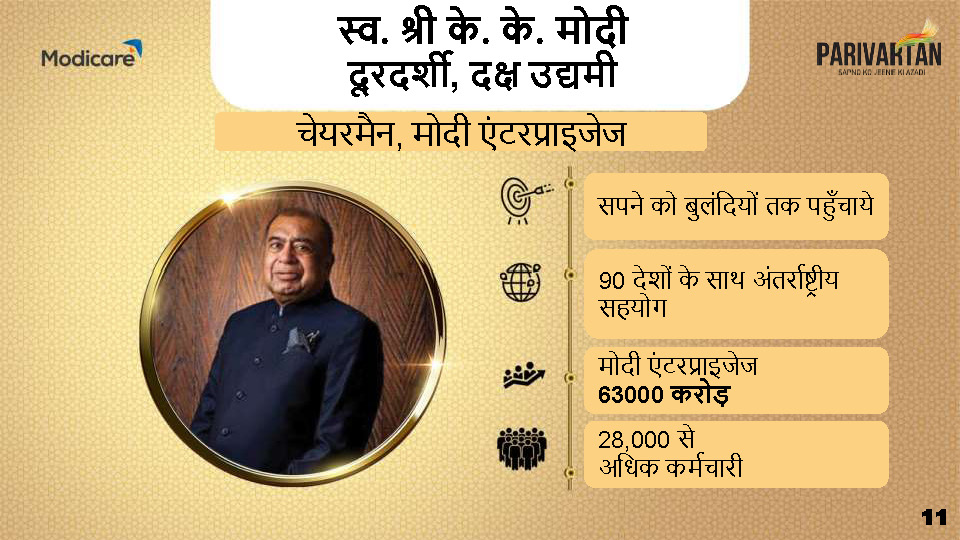 Modicare
स्व. श्री के. के. मोदी
दूरदर्शी, दक्ष उद्यमी
PARIVARTAN
SAPNO KO JEENE KI AZADI
चेयरमैन, मोदी एंटरप्राइजेज
सपने को बुलंदियों तक पहुँचाये
90 देशों के साथ अंतर्राष्ट्रीय
सहयोग
मोदी एंटरप्राइजेज
63000 करोड़
28,000 से
अधिक कर्मचारी
11